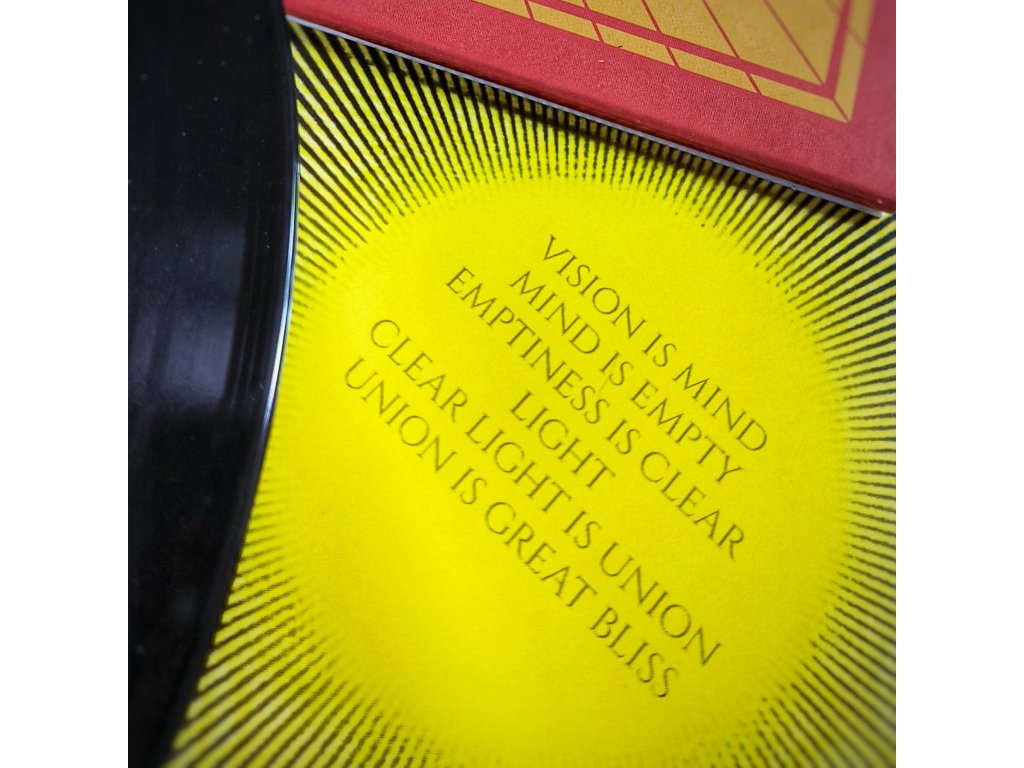 VISION IS MIND
MIND IS EMPTY
EMPTINESS IS CLEAR
LIGHT
CLEAR LIGHT IS UNION
UNION IS GREAT BLISS